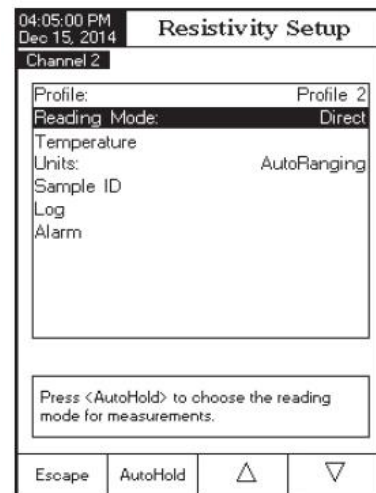 04:05:00 PM
Dec 15, 2014
Resistivity Setup
Channel 2
Profile: Profile 2
Reading Mode: Direct
Temperature
Units: AutoRanging
Sample ID
Log
Alarm
Press <AutoHold> to choose the reading
mode for measurements.
Escape AutoHold △ ▽